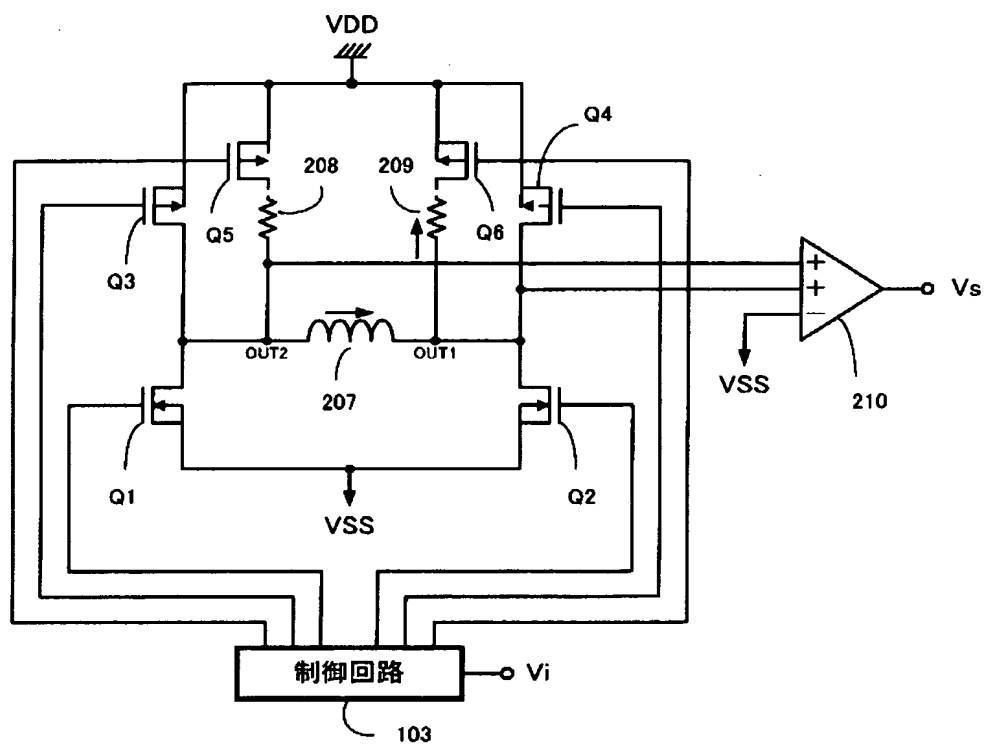 VDD
Q4
208
209
Q5
Q6
Q3
Vs
OUT2
OUT1
VSS
207
210
Q1
Q2
VSS
制御回路
Vi
103